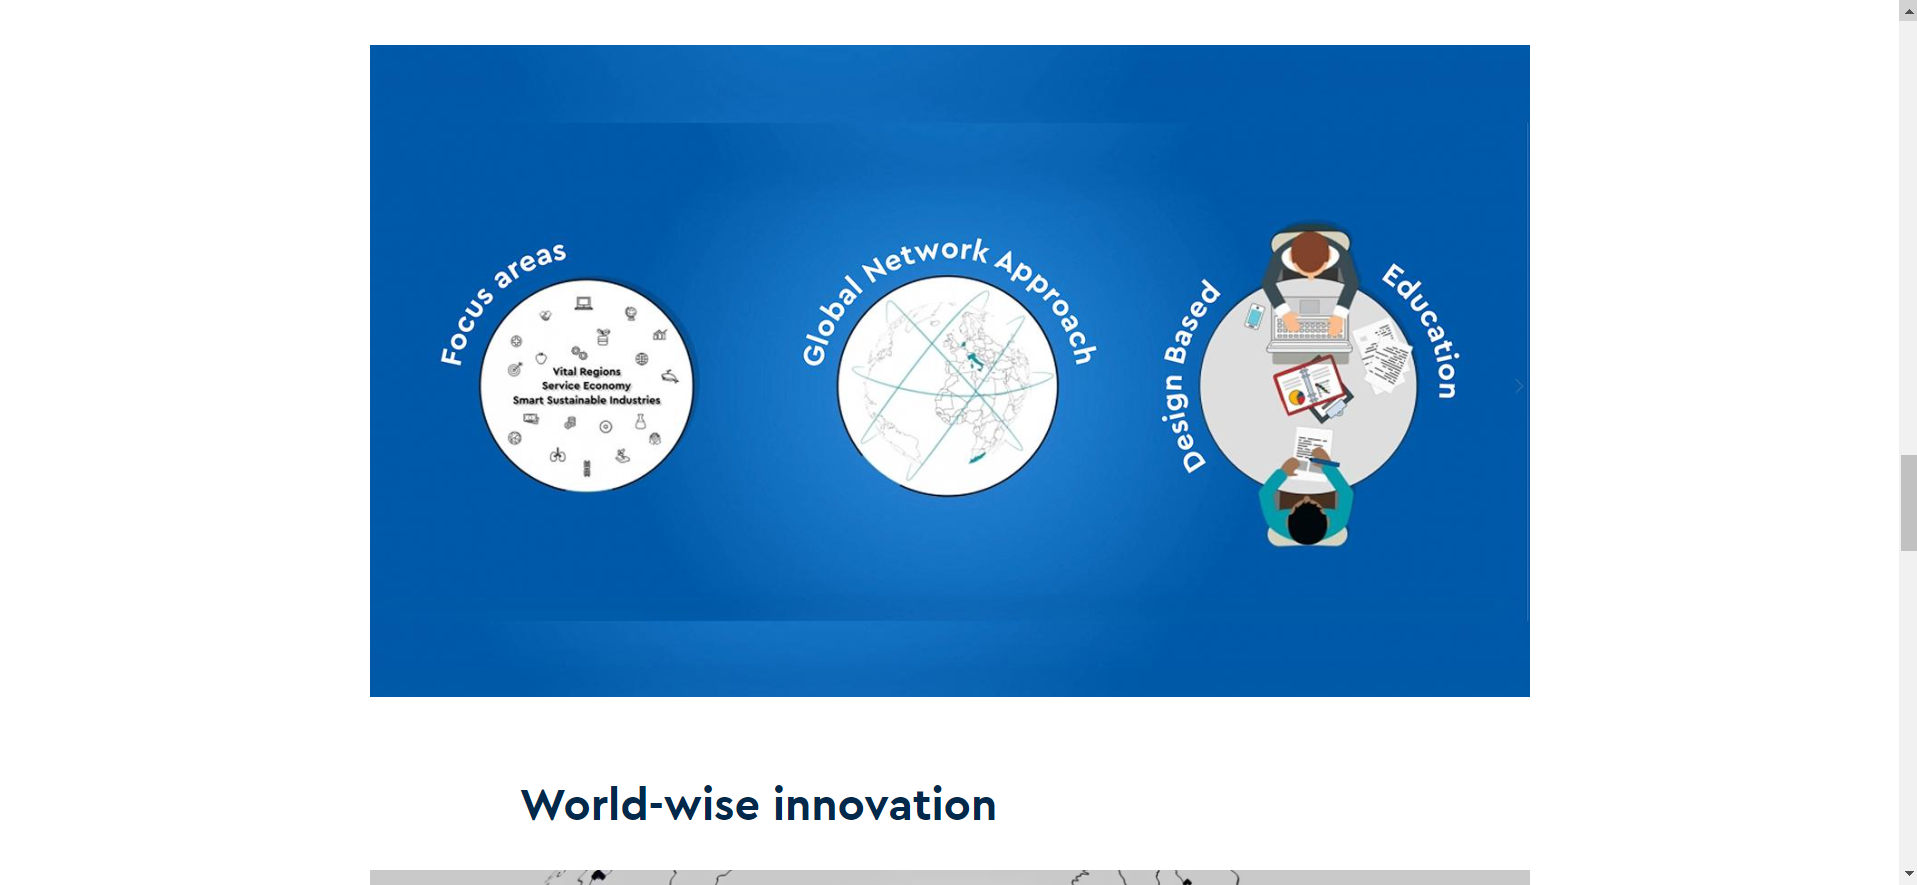 Focus areas
Vital Regions
Service Economy
Smart Sustainable Industries
Global Network Approach
Design Based Education
World-wise innovation